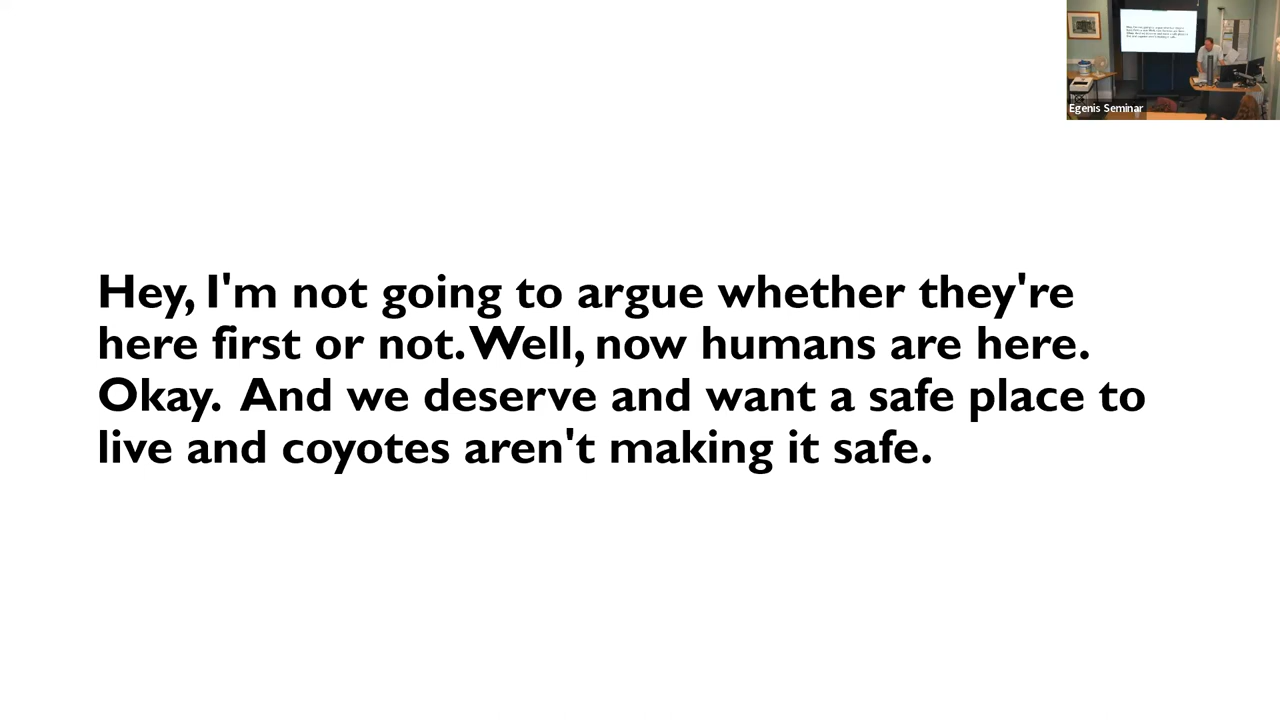 Egenis Seminar
Hey, I'm not going to argue whether they're
here first or not. Well, now humans are here.
Okay. And we deserve and want a safe place to
live and coyotes aren't making it safe.